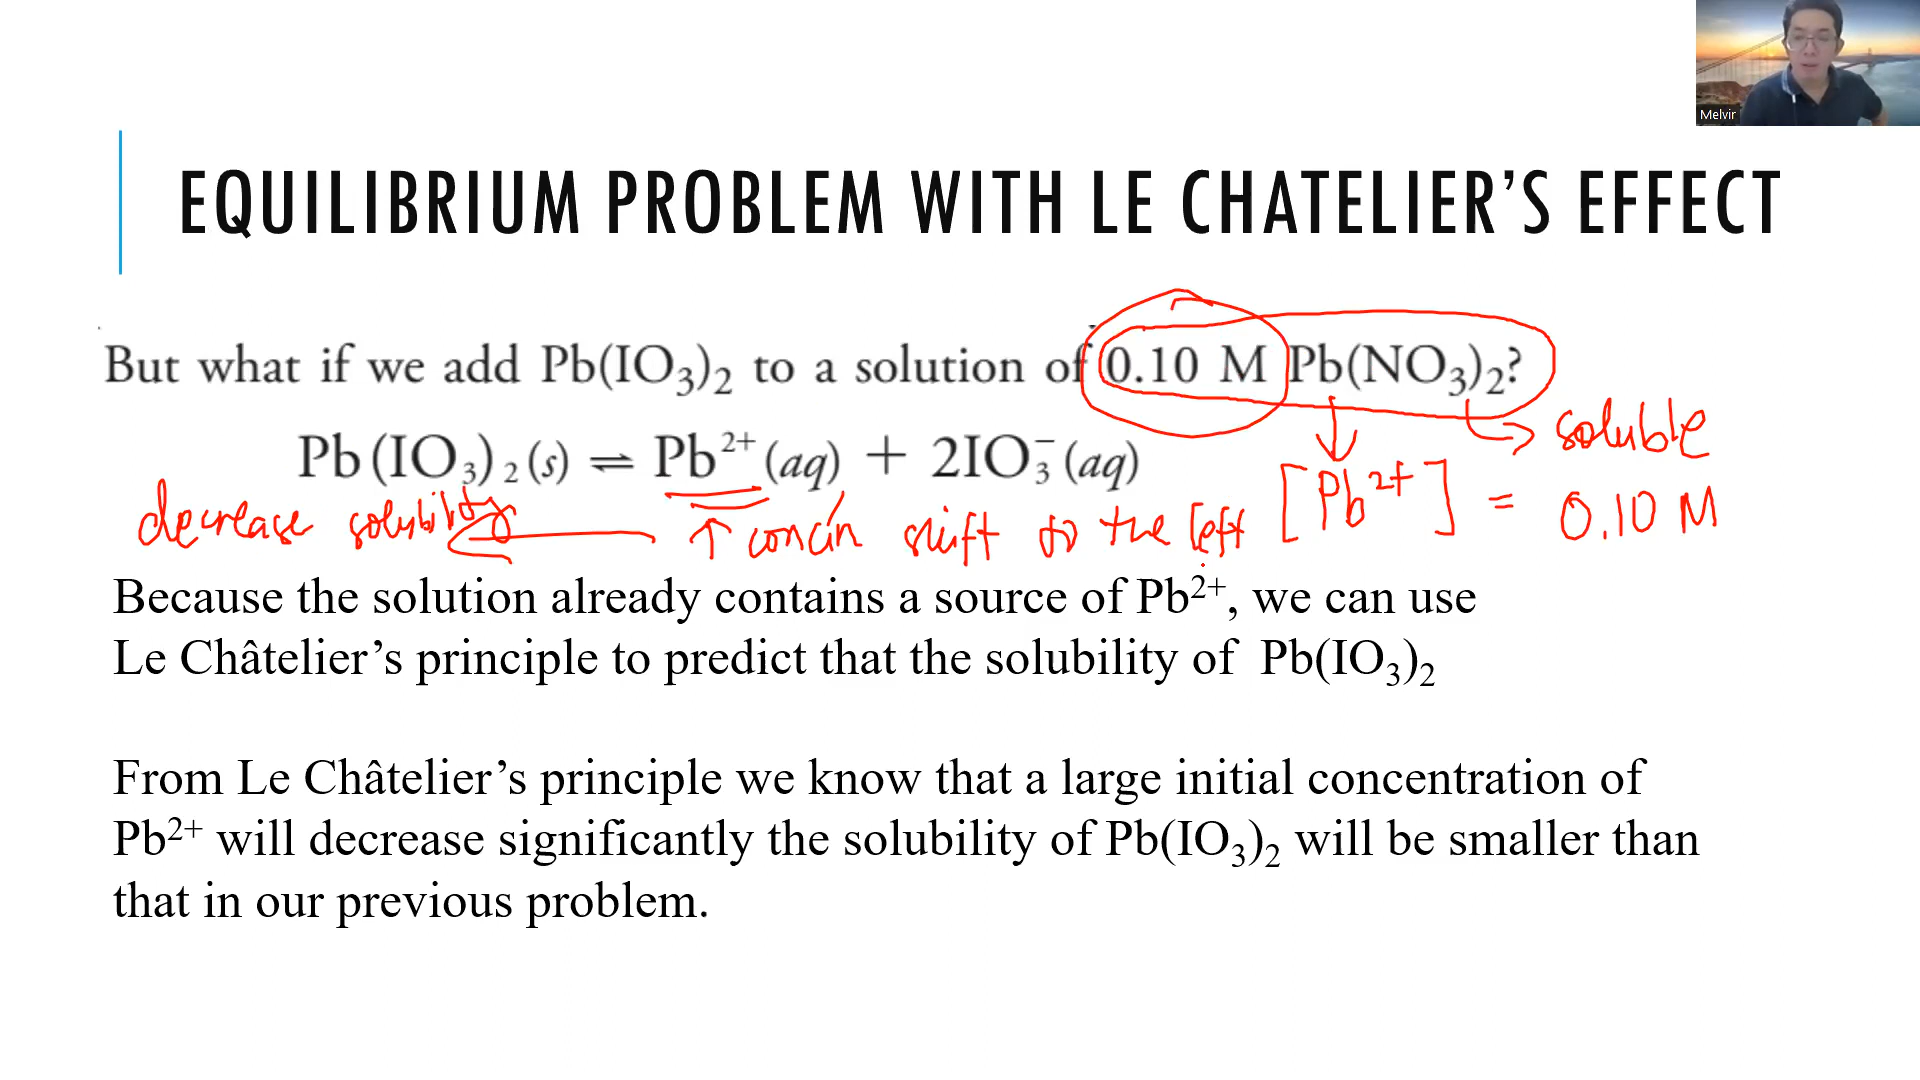 Melvir
EQUILIBRIUM PROBLEM WITH LE CHATELIER’S EFFECT
But what if we add Pb(IO₃)₂ to a solution of 0.10 M Pb(NO₃)₂?
soluble
Pb(IO₃)₂(s) ⇌ Pb²⁺(aq) + 2IO₃⁻(aq)
[Pb²⁺] = 0.10 M
decrease solubility ← ↑ conc'n shift to the left
Because the solution already contains a source of Pb²⁺, we can use
Le Châtelier’s principle to predict that the solubility of Pb(IO₃)₂
From Le Châtelier’s principle we know that a large initial concentration of
Pb²⁺ will decrease significantly the solubility of Pb(IO₃)₂ will be smaller than
that in our previous problem.